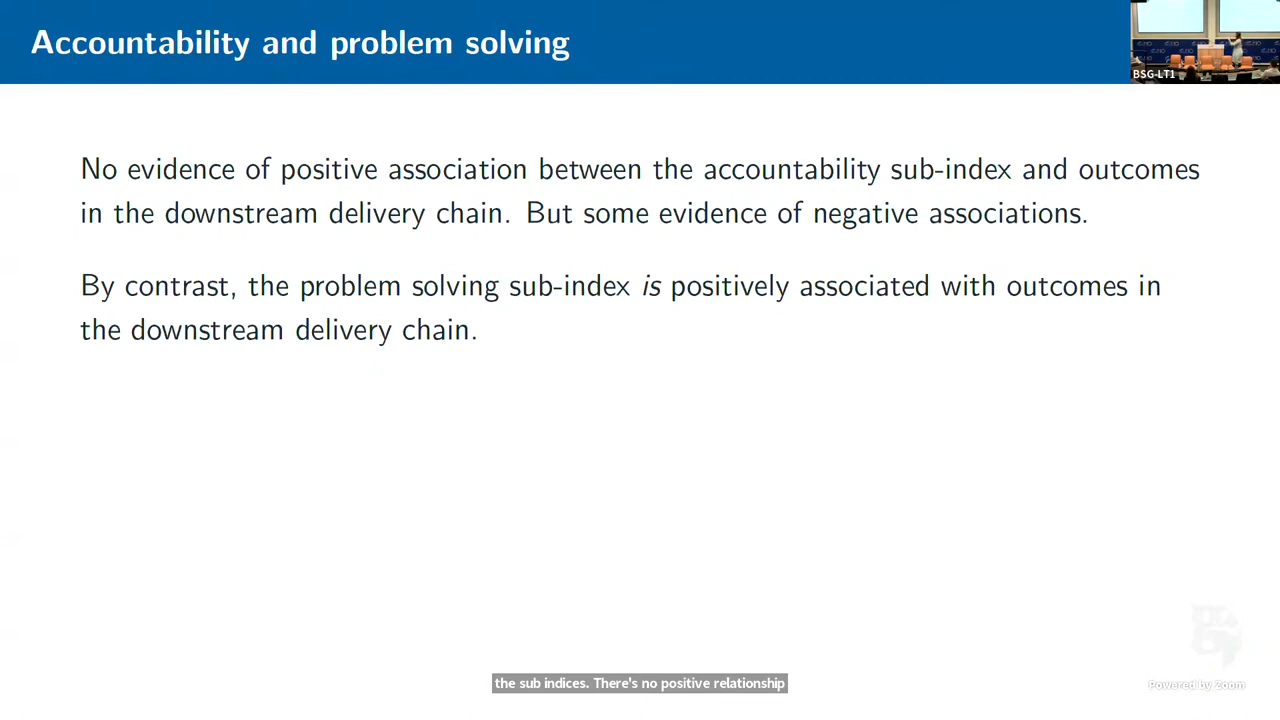 Accountability and problem solving
BSG-LT1
No evidence of positive association between the accountability sub-index and outcomes
in the downstream delivery chain. But some evidence of negative associations.
By contrast, the problem solving sub-index is positively associated with outcomes in
the downstream delivery chain.
the sub indices. There's no positive relationship
Powered by Zoom